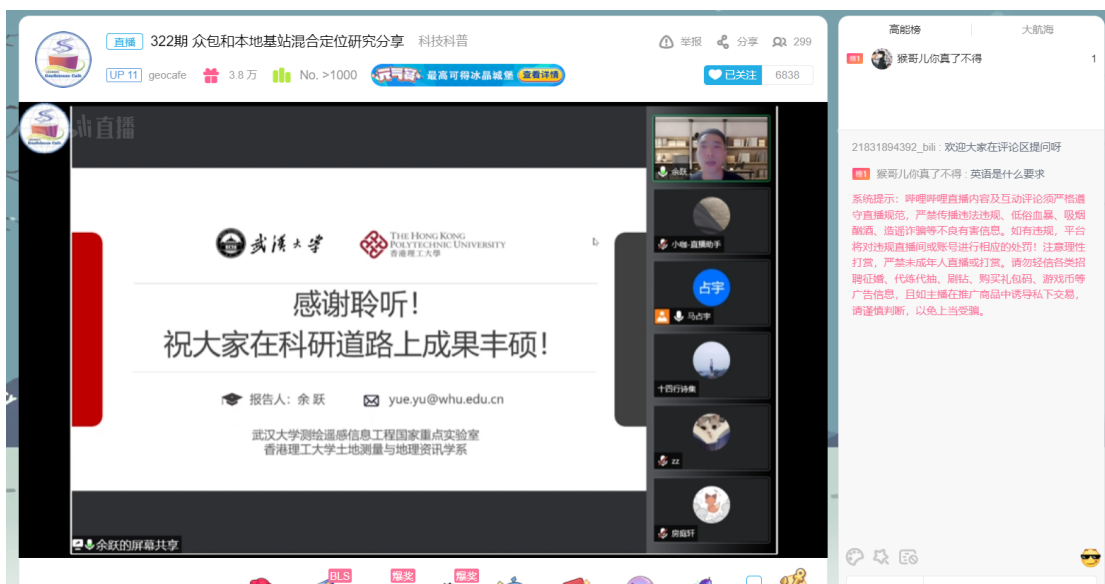 直播 322期 众包和本地基站混合定位研究分享 科技科普
举报 分享 299
UP 11 geocafe 3.8 万 No. >1000 元气赏 最高可得冰晶城堡 查看详情
已关注 6838
直播
武汉大学 THE HONG KONG
POLYTECHNIC UNIVERSITY
香港理工大学
感谢聆听！
祝大家在科研道路上成果丰硕！
报告人：余 跃 yue.yu@whu.edu.cn
武汉大学测绘遥感信息工程国家重点实验室
香港理工大学土地测量与地理资讯学系
余跃的屏幕共享
余跃
小咖-直播助手
占宇
马占宇
十四行诗集
zz
房庭轩
BLS 爆奖 爆奖
高能榜 大航海
榜1 猴哥儿你真了不得 1
21831894392_bili : 欢迎大家在评论区提问呀
榜1 猴哥儿你真了不得 : 英语是什么要求
系统提示：哔哩哔哩直播内容及互动评论须严格遵
守直播规范，严禁传播违法违规、低俗血暴、吸烟
酗酒、造谣诈骗等不良有害信息。如有违规，平台
将对违规直播间或账号进行相应的处罚！注意理性
打赏，严禁未成年人直播或打赏。请勿轻信各类招
聘征婚、代练代抽、刷钻、购买礼包码、游戏币等
广告信息，且如主播在推广商品中诱导私下交易，
请谨慎判断，以免上当受骗。